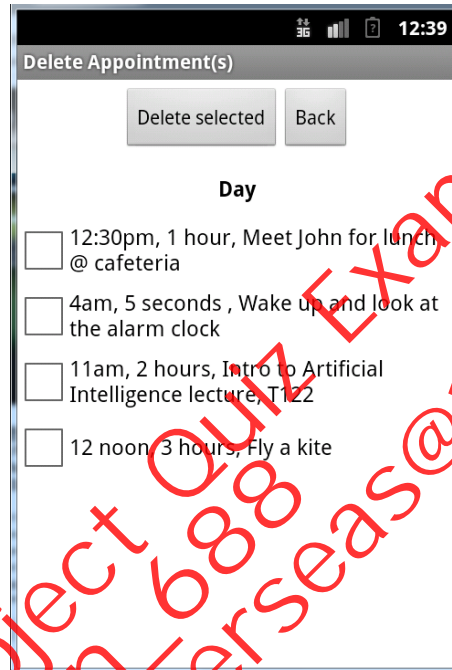 3G 12:39
Delete Appointment(s)
Delete selected Back
Day
12:30pm, 1 hour, Meet John for lunch
@ cafeteria
4am, 5 seconds , Wake up and look at
the alarm clock
11am, 2 hours, Intro to Artificial
Intelligence lecture, T122
12 noon, 3 hours, Fly a kite
Quiz
688